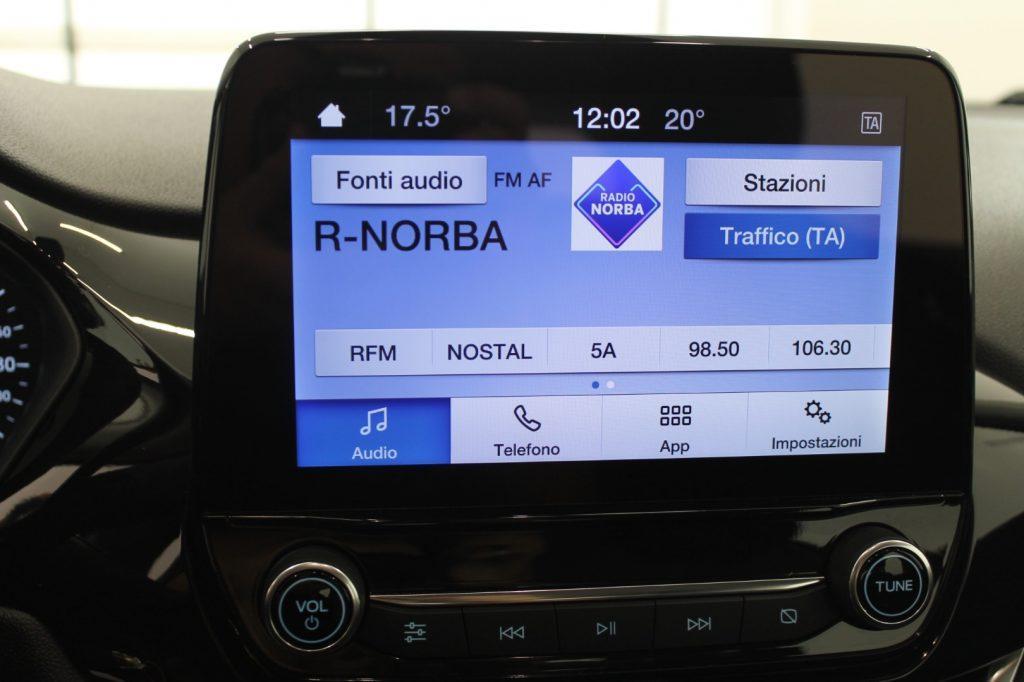 17.5° 12:02 20° TA
Fonti audio FM AF RADIO NORBA Stazioni
R-NORBA Traffico (TA)
RFM NOSTAL 5A 98.50 106.30
Audio Telefono App Impostazioni
VOL TUNE